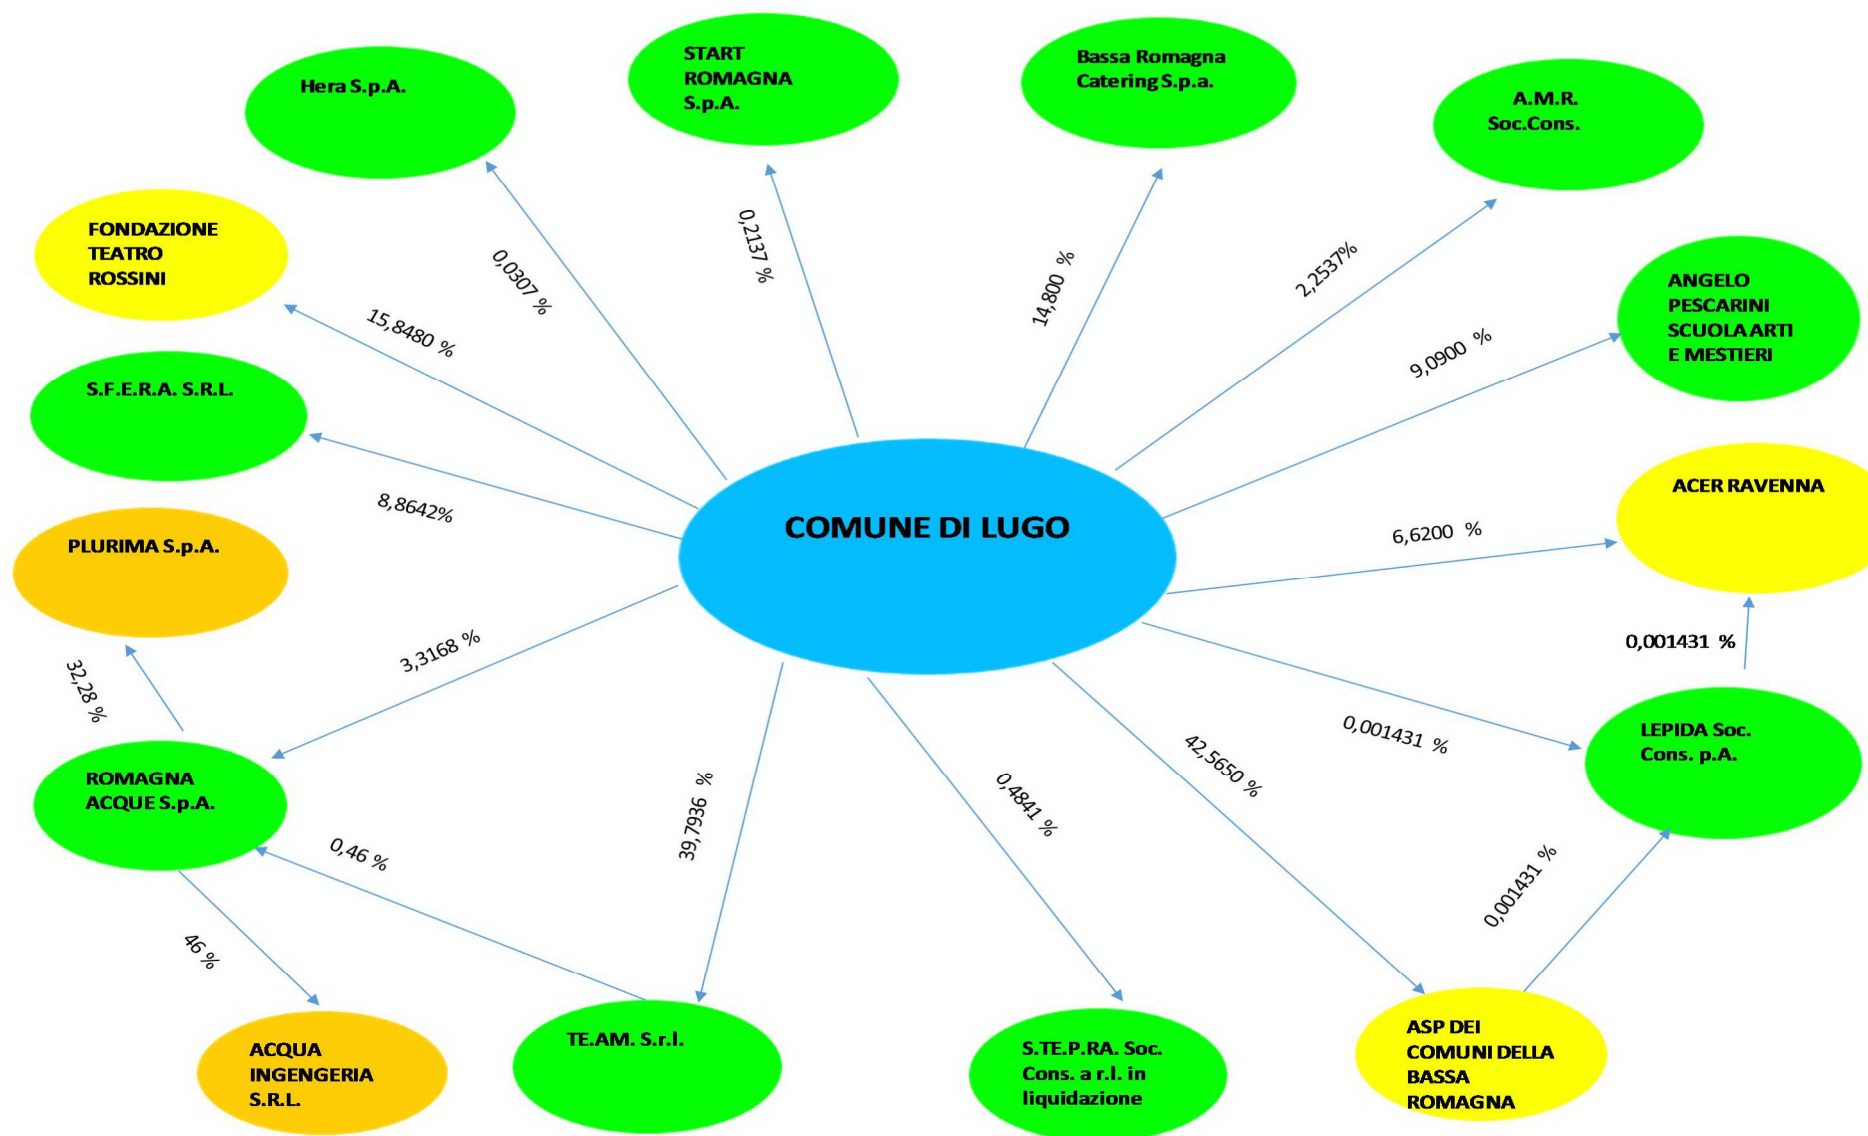 Hera S.p.A.
START
ROMAGNA
S.p.A.
Bassa Romagna
Catering S.p.a.
A.M.R.
Soc.Cons.
FONDAZIONE
TEATRO
ROSSINI
0,0307 %
0,2137 %
14,800 %
2,2537%
ANGELO
PESCARINI
SCUOLA ARTI
E MESTIERI
15,8480 %
9,0900 %
S.F.E.R.A. S.R.L.
8,8642%
ACER RAVENNA
COMUNE DI LUGO
6,6200 %
PLURIMA S.p.A.
3,3168 %
0,001431 %
32,28 %
0,001431 %
LEPIDA Soc.
Cons. p.A.
ROMAGNA
ACQUE S.p.A.
42,5650 %
39,7936 %
0,4841 %
0,46 %
0,001431 %
46 %
ACQUA
INGENGERIA
S.R.L.
TE.AM. S.r.l.
S.TE.P.RA. Soc.
Cons. a r.l. in
liquidazione
ASP DEI
COMUNI DELLA
BASSA
ROMAGNA